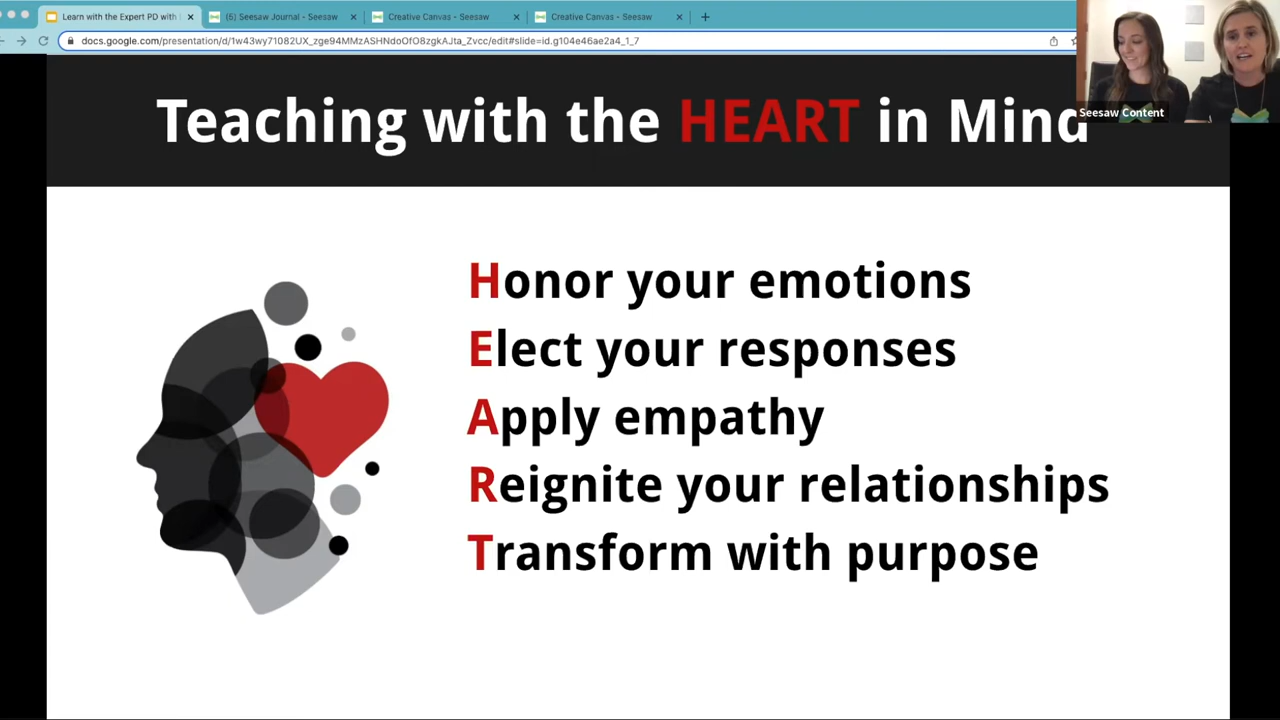 Learn with the Expert PD with
(5) Seesaw Journal - Seesaw
Creative Canvas - Seesaw
Creative Canvas - Seesaw
docs.google.com/presentation/d/1w43wy71082UX_zge94MMzASHNdoOfO8zgkAJta_Zvcc/edit#slide=id.g104e46ae2a4_1_7
Seesaw Content
Teaching with the HEART in Mind
Honor your emotions
Elect your responses
Apply empathy
Reignite your relationships
Transform with purpose